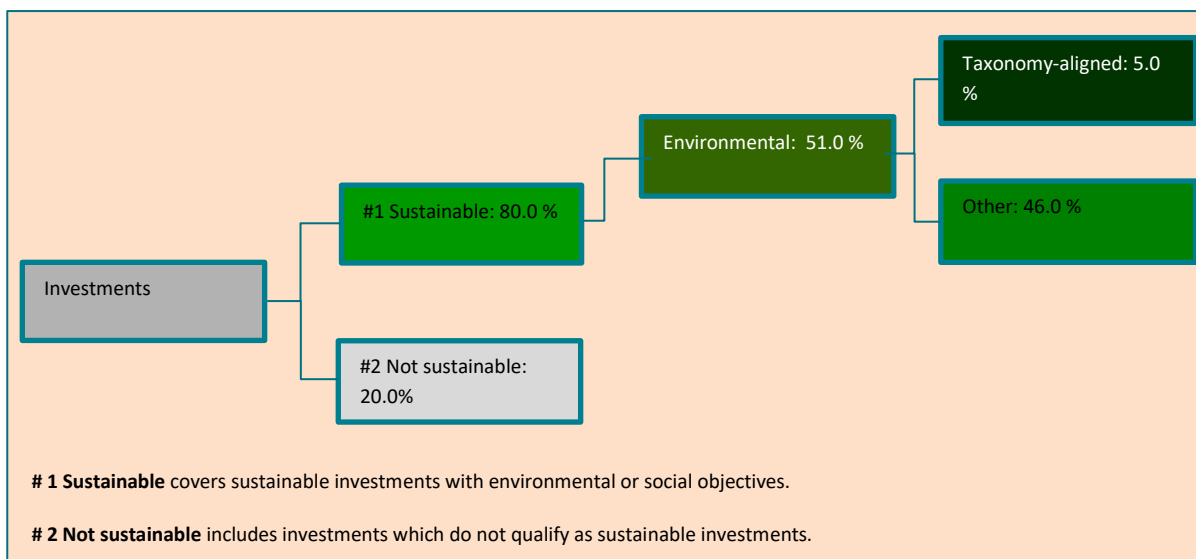 Investments
#1 Sustainable: 80.0 %
#2 Not sustainable:
20.0%
Environmental:  51.0 %
Taxonomy-aligned: 5.0
%
Other: 46.0 %
# 1 Sustainable covers sustainable investments with environmental or social objectives.
# 2 Not sustainable includes investments which do not qualify as sustainable investments.